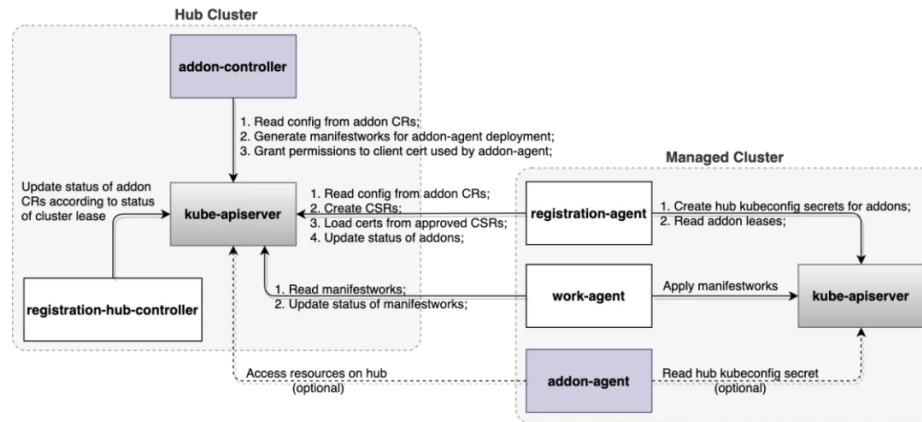 Hub Cluster
addon-controller
1. Read config from addon CRs;
2. Generate manifestworks for addon-agent deployment;
3. Grant permissions to client cert used by addon-agent;
Managed Cluster
Update status of addon
CRs according to status
of cluster lease
kube-apiserver
1. Read config from addon CRs;
2. Create CSRs;
3. Load certs from approved CSRs;
4. Update status of addons;
registration-agent
1. Create hub kubeconfig secrets for addons;
2. Read addon leases;
registration-hub-controller
1. Read manifestworks;
2. Update status of manifestworks;
work-agent
Apply manifestworks
kube-apiserver
Access resources on hub
(optional)
addon-agent
Read hub kubeconfig secret
(optional)